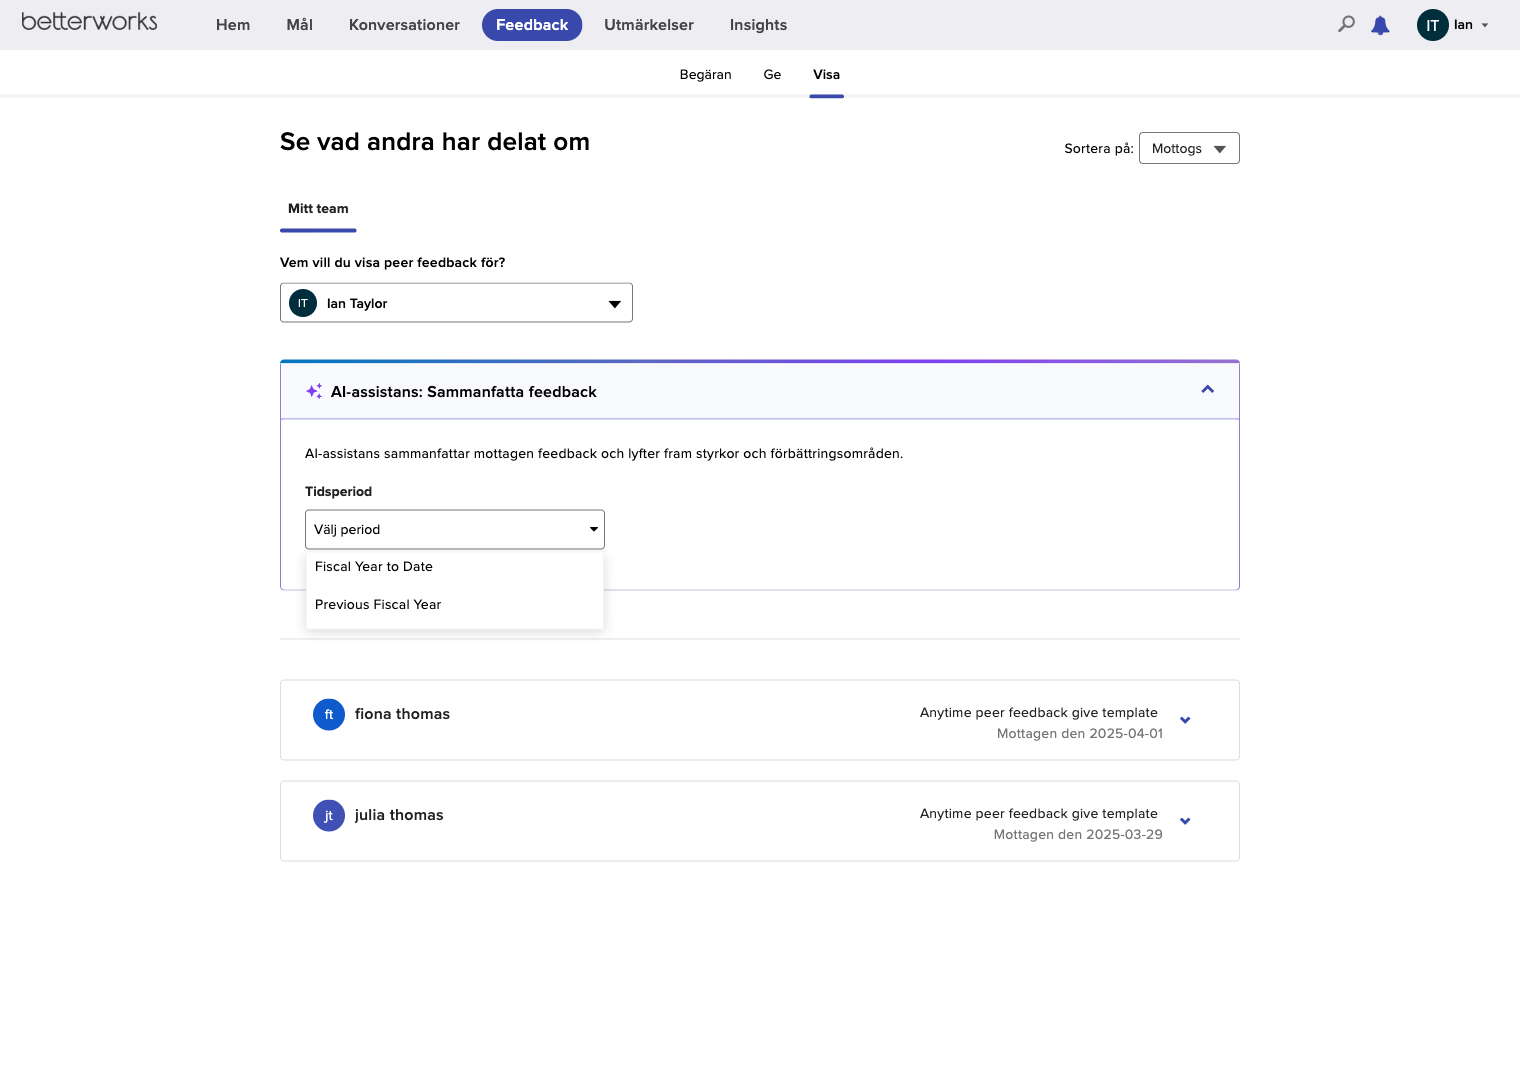 betterworks
Hem Mål Konversationer Feedback Utmärkelser Insights
IT Ian
Begäran Ge Visa
Se vad andra har delat om
Sortera på: Mottogs
Mitt team
Vem vill du visa peer feedback för?
IT Ian Taylor
AI-assistans: Sammanfatta feedback
AI-assistans sammanfattar mottagen feedback och lyfter fram styrkor och förbättringsområden.
Tidsperiod
Välj period
Fiscal Year to Date
Previous Fiscal Year
ft fiona thomas
Anytime peer feedback give template
Mottagen den 2025-04-01
jt julia thomas
Anytime peer feedback give template
Mottagen den 2025-03-29